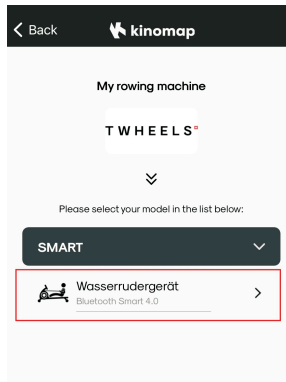 Back
kinomap
My rowing machine
TWHEELS
Please select your model in the list below:
SMART
Wasserrudergerät
Bluetooth Smart 4.0